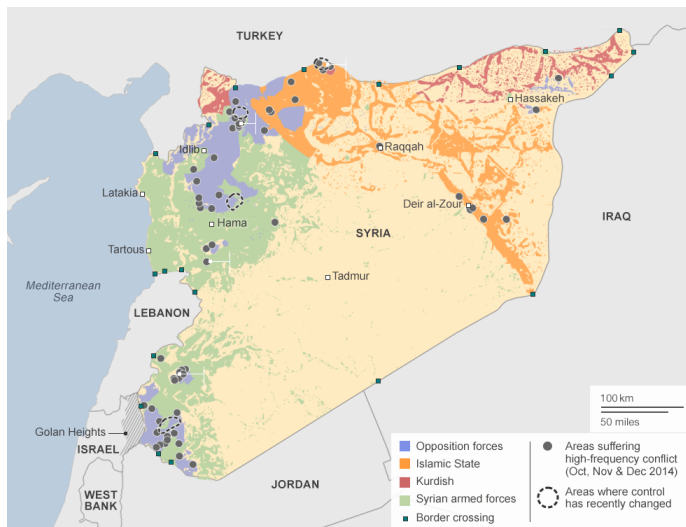 TURKEY
Hassakeh
Idlib
Raqqah
Latakia
Deir al-Zour
IRAQ
Hama
SYRIA
Tartous
Tadmur
Mediterranean
Sea
LEBANON
100 km
50 miles
Golan Heights
ISRAEL
WEST
BANK
JORDAN
Opposition forces
Islamic State
Kurdish
Syrian armed forces
Border crossing
Areas suffering
high-frequency conflict
(Oct, Nov & Dec 2014)
Areas where control
has recently changed